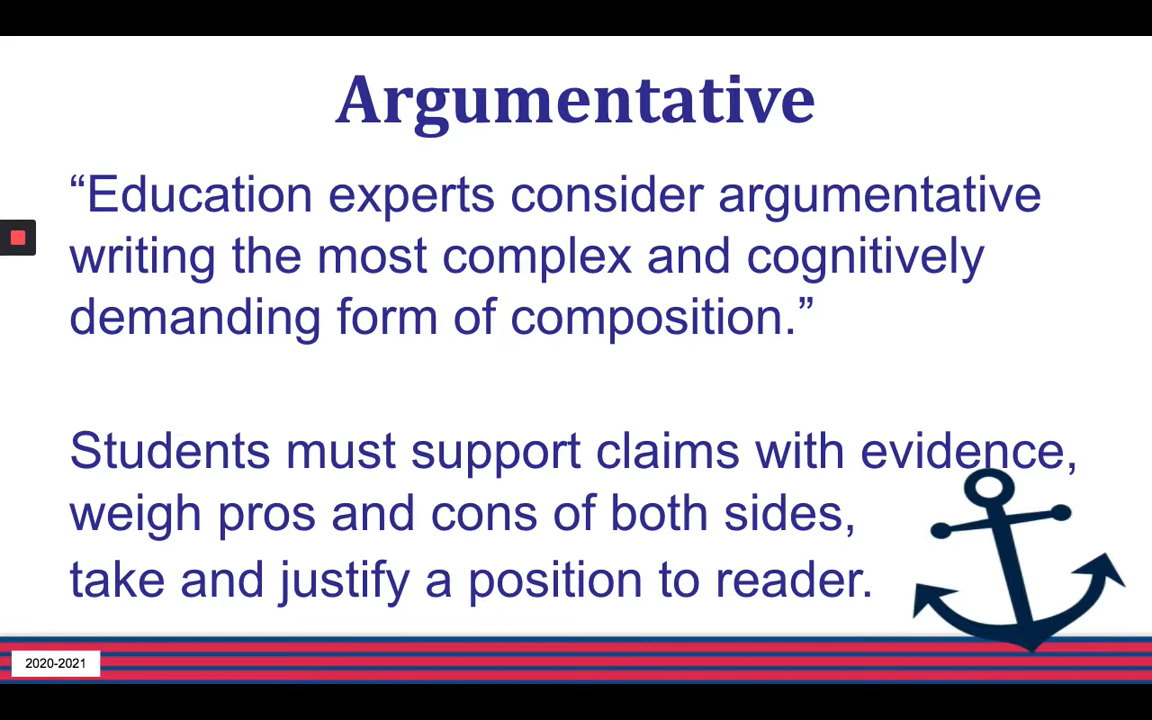 Argumentative
“Education experts consider argumentative
writing the most complex and cognitively
demanding form of composition.”
Students must support claims with evidence,
weigh pros and cons of both sides,
take and justify a position to reader.
2020-2021